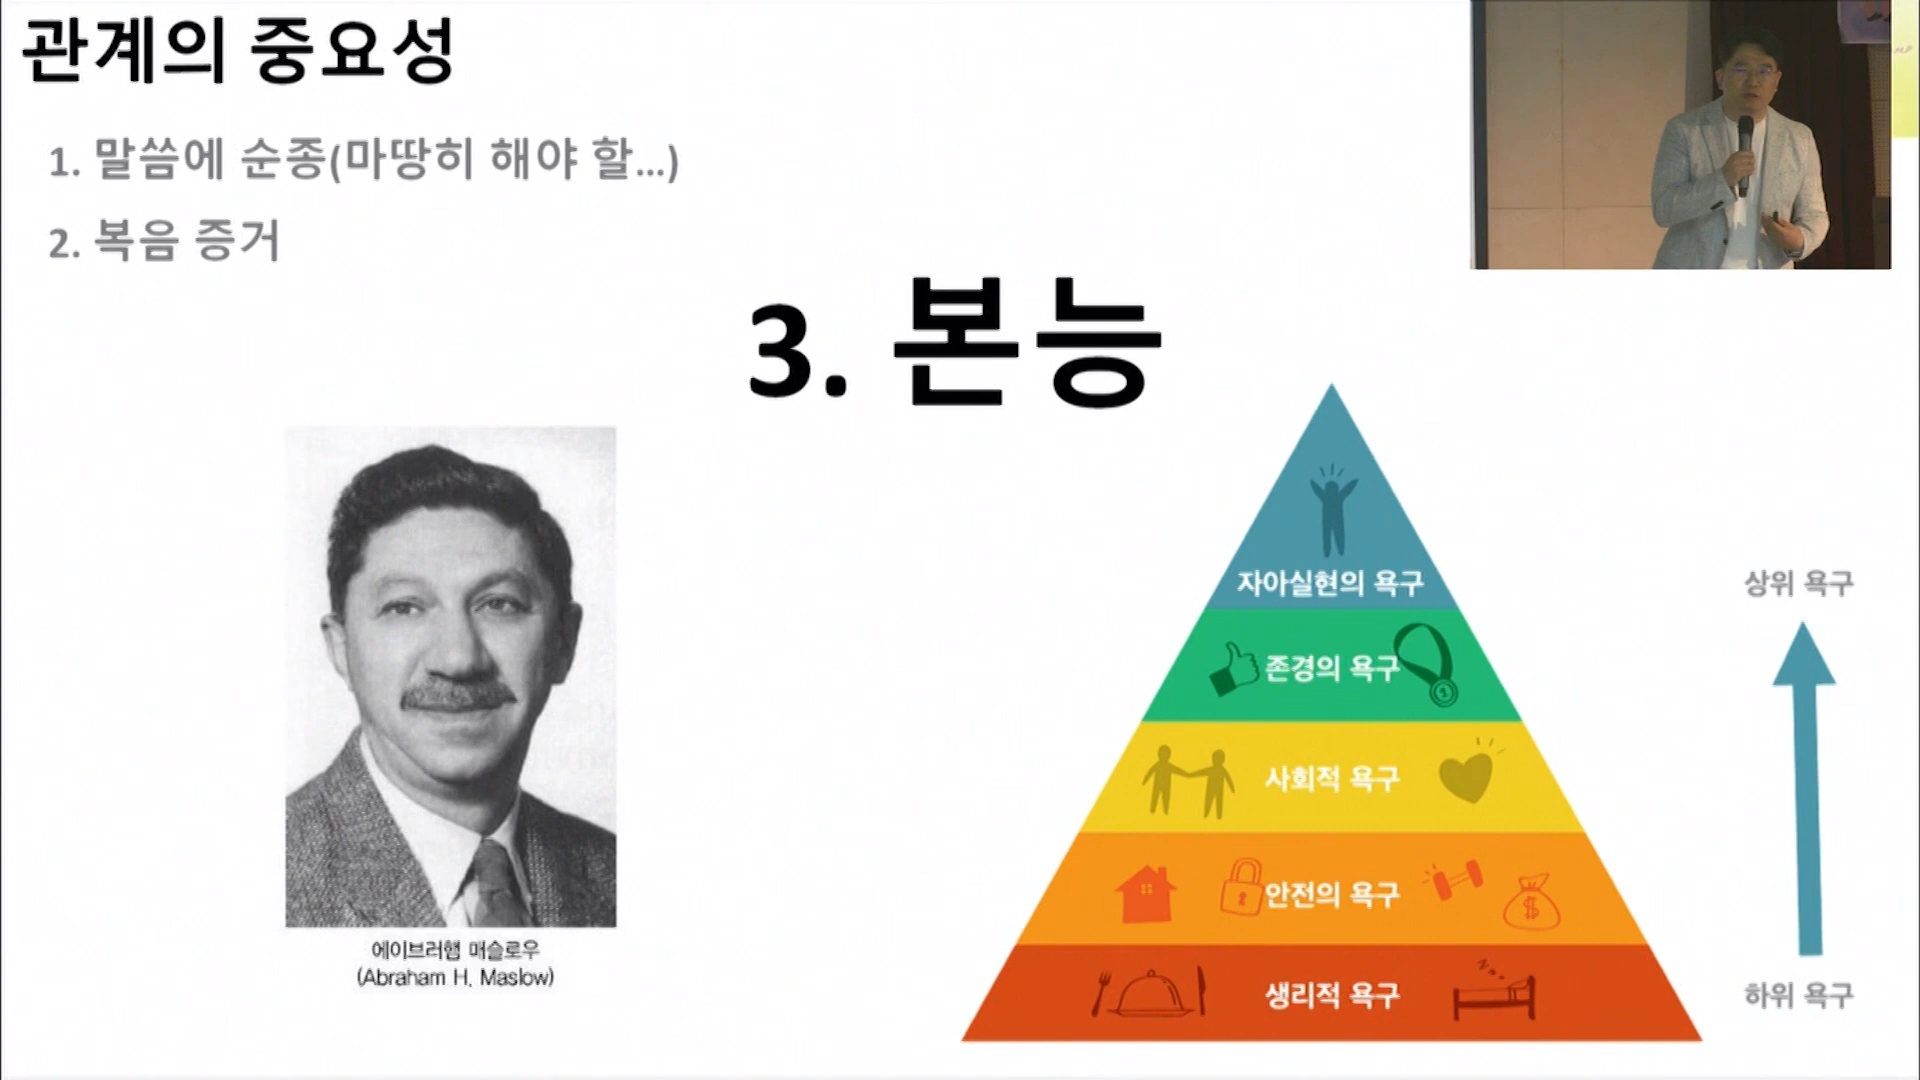 관계의 중요성
1. 말씀에 순종(마땅히 해야 할...)
2. 복음 증거
3. 본능
에이브러햄 매슬로우
(Abraham H. Maslow)
자아실현의 욕구
존경의 욕구
사회적 욕구
안전의 욕구
생리적 욕구
상위 욕구
하위 욕구